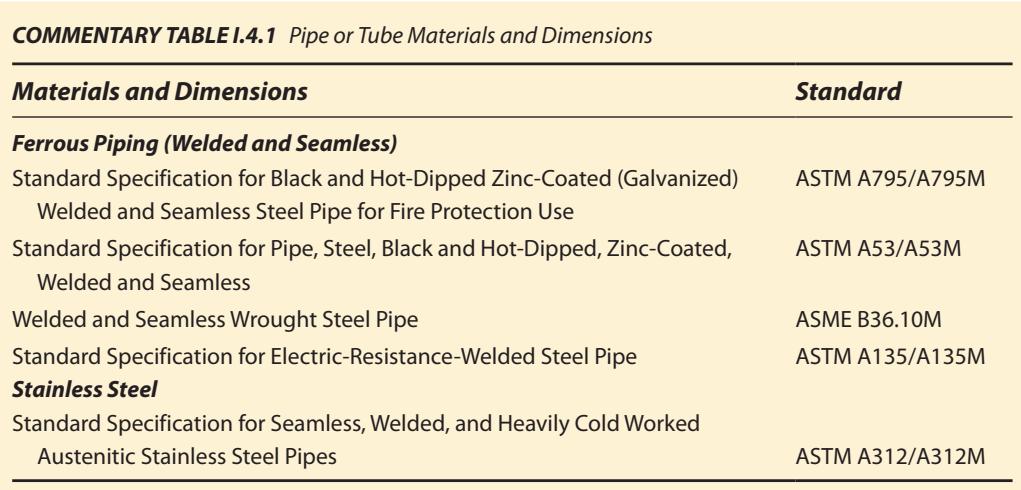 COMMENTARY TABLE I.4.1 Pipe or Tube Materials and Dimensions
Materials and Dimensions Standard
Ferrous Piping (Welded and Seamless)
Standard Specification for Black and Hot-Dipped Zinc-Coated (Galvanized) ASTM A795/A795M
Welded and Seamless Steel Pipe for Fire Protection Use
Standard Specification for Pipe, Steel, Black and Hot-Dipped, Zinc-Coated, ASTM A53/A53M
Welded and Seamless
Welded and Seamless Wrought Steel Pipe ASME B36.10M
Standard Specification for Electric-Resistance-Welded Steel Pipe ASTM A135/A135M
Stainless Steel
Standard Specification for Seamless, Welded, and Heavily Cold Worked
Austenitic Stainless Steel Pipes ASTM A312/A312M